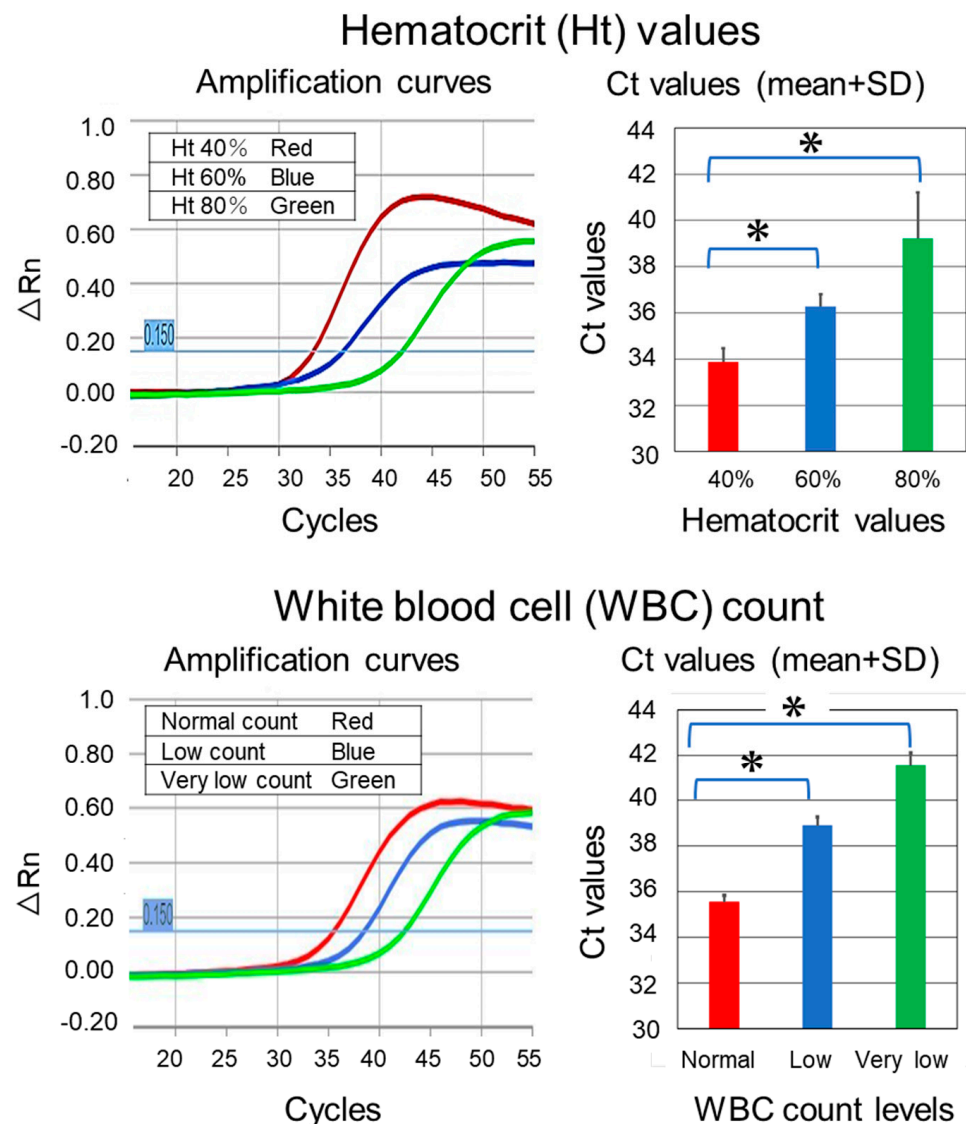 Hematocrit (Ht) values
Amplification curves
Ct values (mean+SD)
1.0
0.80
0.60
0.40
0.20
0.00
-0.20
△Rn
Ht 40% Red
Ht 60% Blue
Ht 80% Green
0.150
20 25 30 35 40 45 50 55
Cycles
44
42
40
38
36
34
32
30
Ct values
*
*
40% 60% 80%
Hematocrit values
White blood cell (WBC) count
Amplification curves
Ct values (mean+SD)
1.0
0.80
0.60
0.40
0.20
0.00
-0.20
△Rn
Normal count Red
Low count Blue
Very low count Green
0.150
20 25 30 35 40 45 50 55
Cycles
44
42
40
38
36
35
32
30
Ct values
*
*
Normal Low Very low
WBC count levels